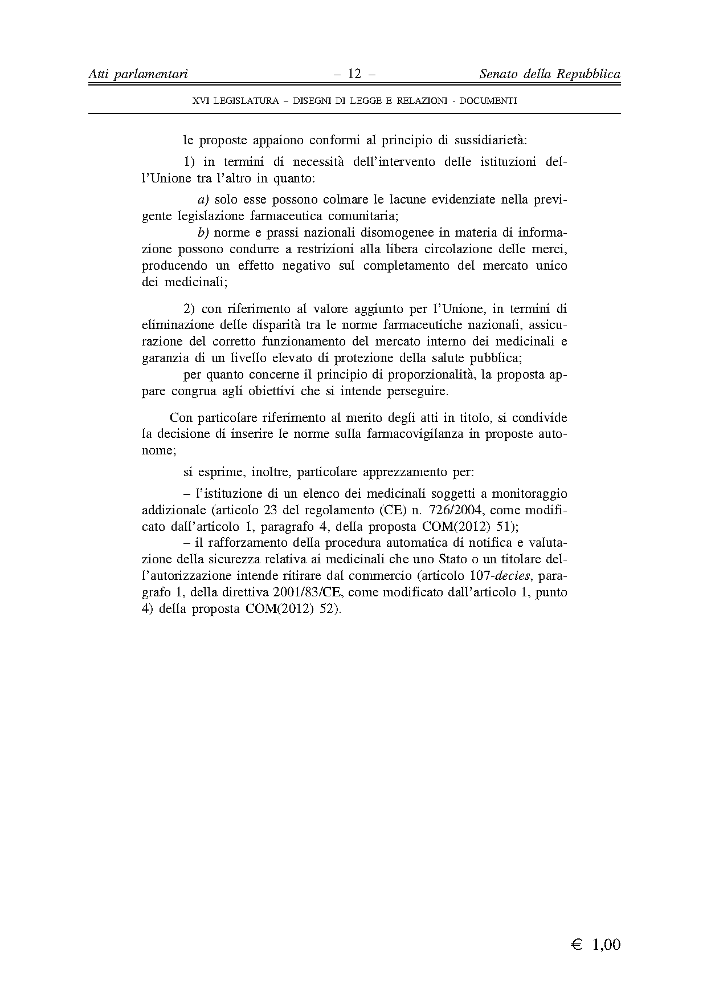 Atti parlamentari – 12 – Senato della Repubblica
XVI LEGISLATURA – DISEGNI DI LEGGE E RELAZIONI - DOCUMENTI
le proposte appaiono conformi al principio di sussidiarietà:
1) in termini di necessità dell’intervento delle istituzioni del-
l’Unione tra l’altro in quanto:
a) solo esse possono colmare le lacune evidenziate nella previ-
gente legislazione farmaceutica comunitaria;
b) norme e prassi nazionali disomogenee in materia di informa-
zione possono condurre a restrizioni alla libera circolazione delle merci,
producendo un effetto negativo sul completamento del mercato unico
dei medicinali;
2) con riferimento al valore aggiunto per l’Unione, in termini di
eliminazione delle disparità tra le norme farmaceutiche nazionali, assicu-
razione del corretto funzionamento del mercato interno dei medicinali e
garanzia di un livello elevato di protezione della salute pubblica;
per quanto concerne il principio di proporzionalità, la proposta ap-
pare congrua agli obiettivi che si intende perseguire.
Con particolare riferimento al merito degli atti in titolo, si condivide
la decisione di inserire le norme sulla farmacovigilanza in proposte auto-
nome;
si esprime, inoltre, particolare apprezzamento per:
– l’istituzione di un elenco dei medicinali soggetti a monitoraggio
addizionale (articolo 23 del regolamento (CE) n. 726/2004, come modifi-
cato dall’articolo 1, paragrafo 4, della proposta COM(2012) 51);
– il rafforzamento della procedura automatica di notifica e valuta-
zione della sicurezza relativa ai medicinali che uno Stato o un titolare del-
l’autorizzazione intende ritirare dal commercio (articolo 107-decies, para-
grafo 1, della direttiva 2001/83/CE, come modificato dall’articolo 1, punto
4) della proposta COM(2012) 52).
€ 1,00